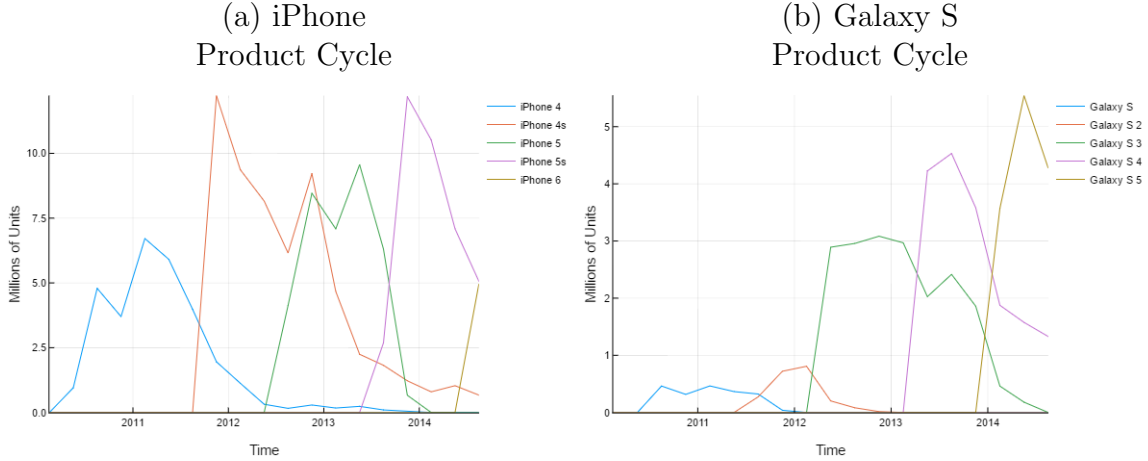 (a) iPhone
Product Cycle
10.0
7.5
5.0
2.5
0.0
Millions of Units
2011
2012
2013
2014
Time
iPhone 4
iPhone 4s
iPhone 5
iPhone 5s
iPhone 6
(b) Galaxy S
Product Cycle
5
4
3
2
1
0
Millions of Units
2011
2012
2013
2014
Time
Galaxy S
Galaxy S 2
Galaxy S 3
Galaxy S 4
Galaxy S 5